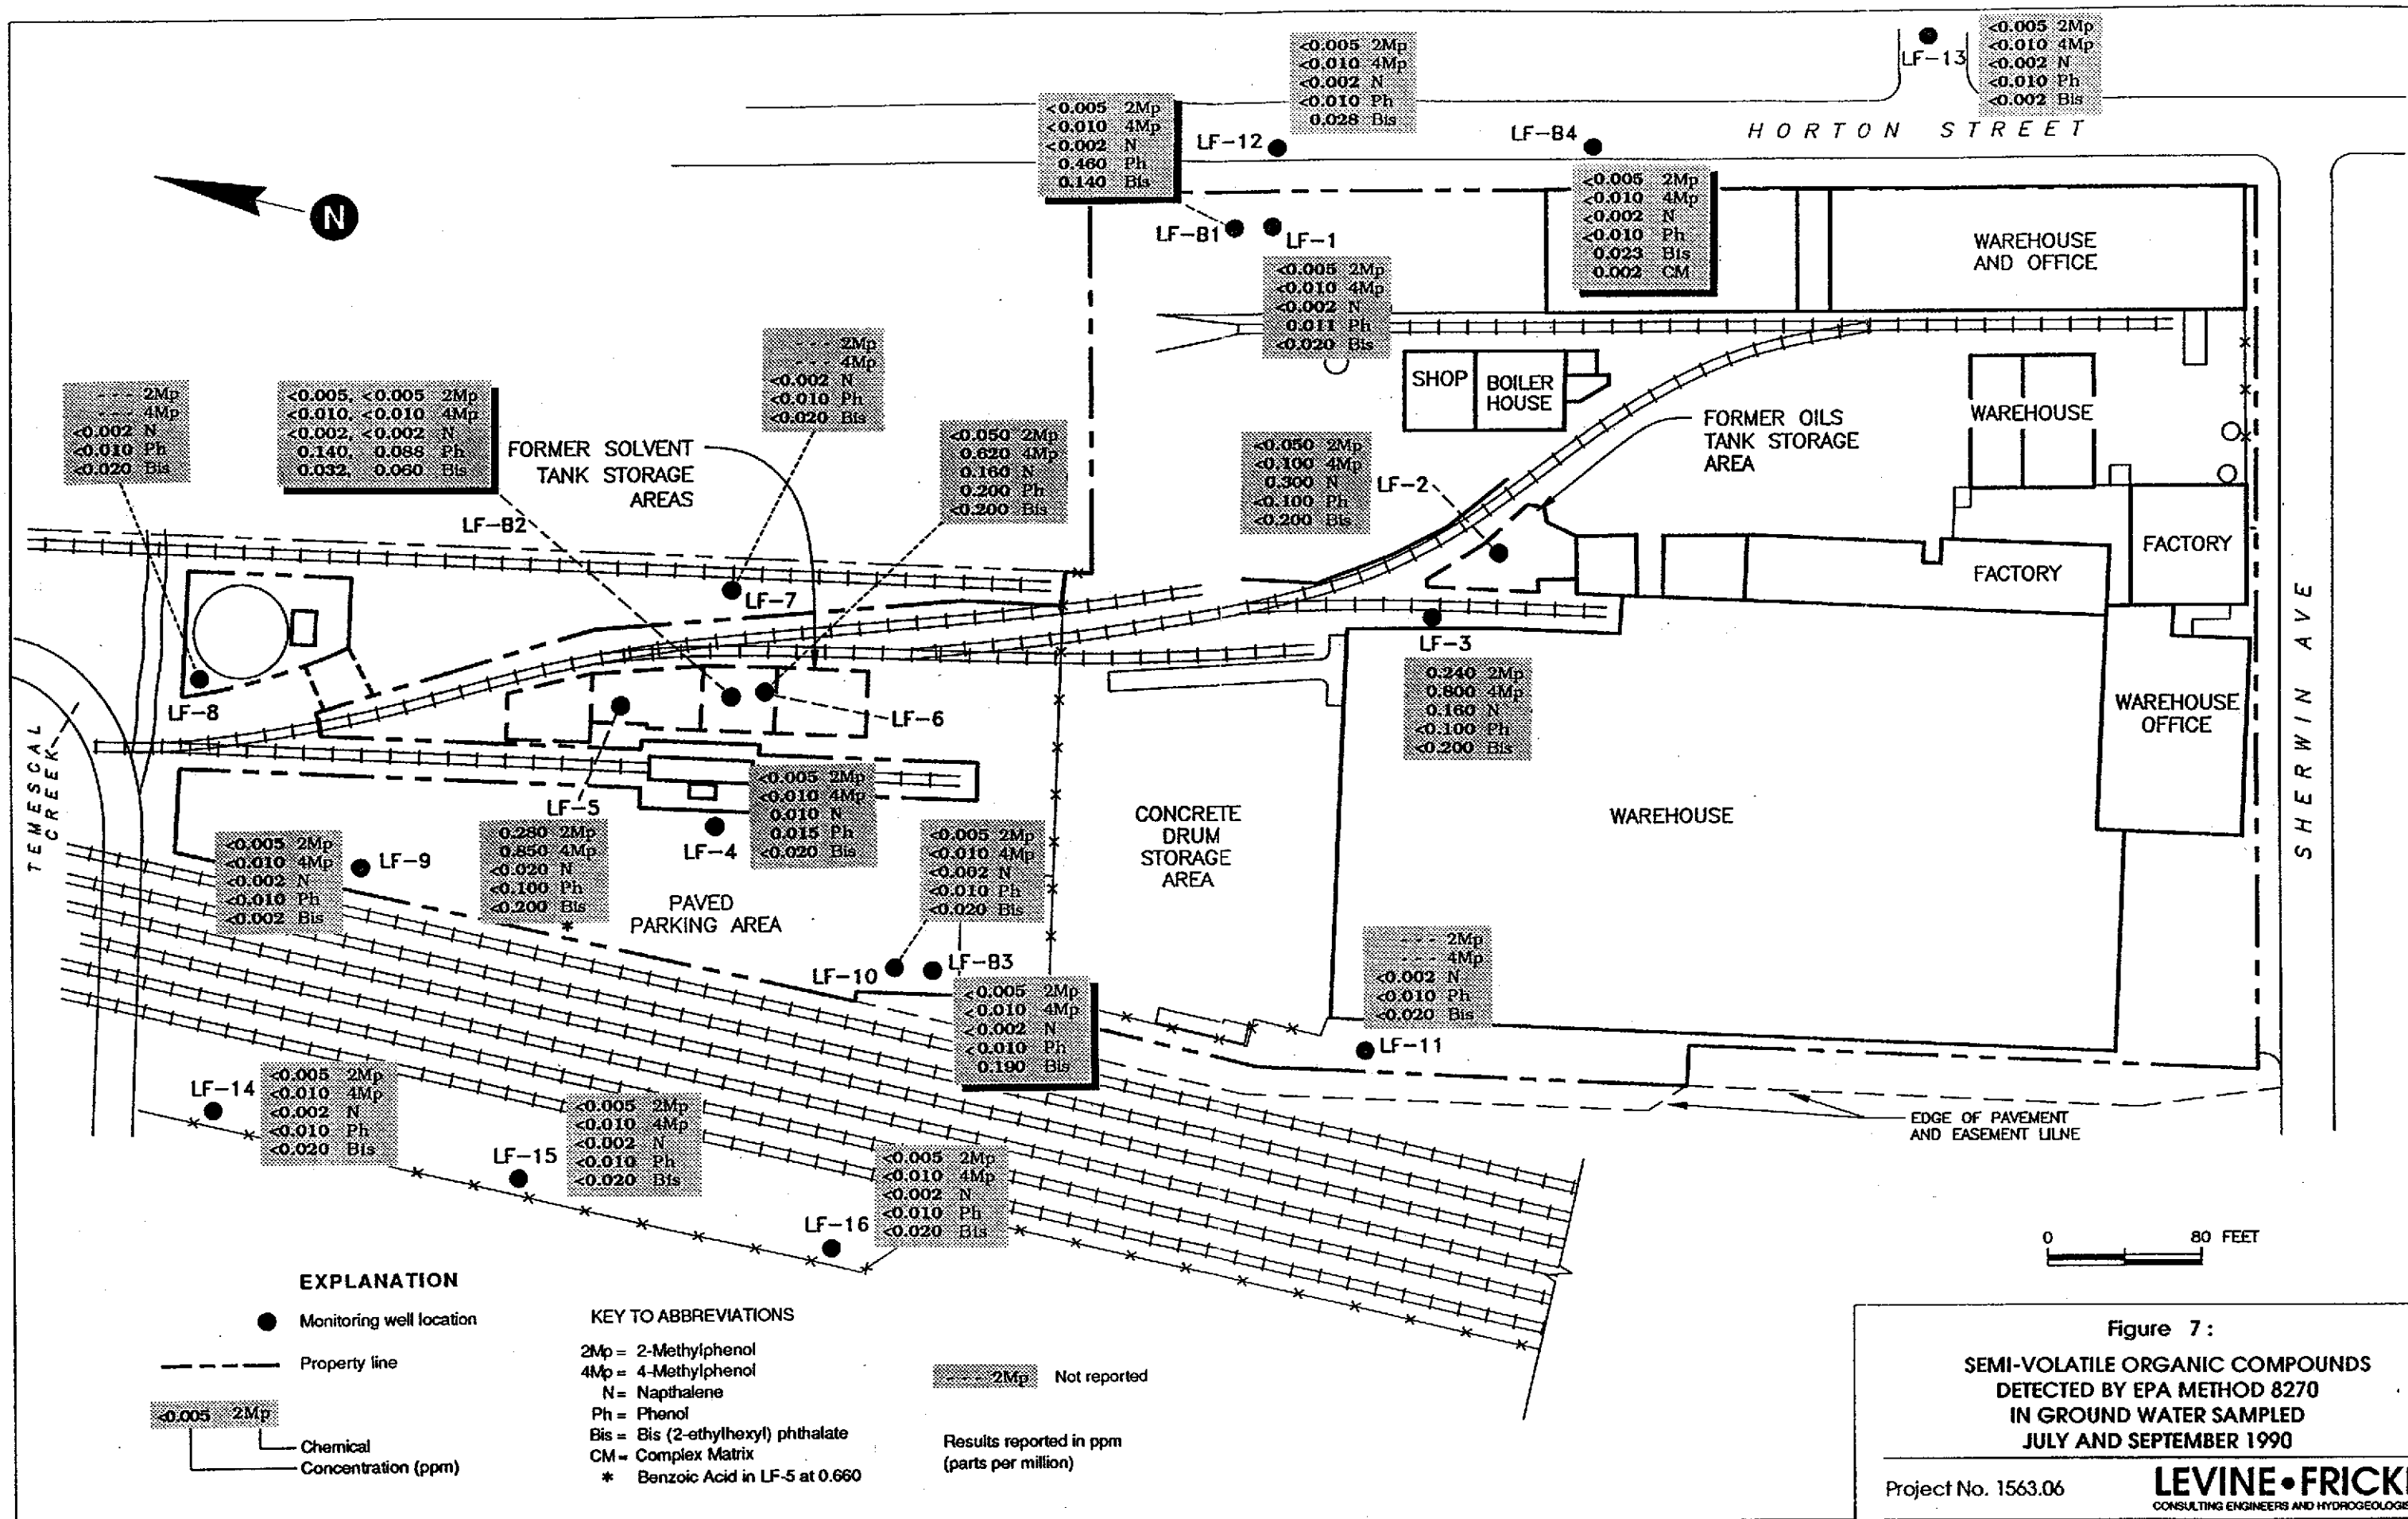 <0.005 2Mp
<0.010 4Mp
<0.002 N
<0.010 Ph
<0.002 Bis
LF-13
HORTON STREET
<0.005 2Mp
<0.010 4Mp
<0.002 N
<0.010 Ph
0.028 Bis
LF-12
LF-B4
<0.005 2Mp
<0.010 4Mp
<0.002 N
0.460 Ph
0.140 Bis
<0.005 2Mp
<0.010 4Mp
<0.002 N
<0.010 Ph
0.023 Bis
0.002 CM
N
LF-B1
LF-1
<0.005 2Mp
<0.010 4Mp
<0.002 N
0.011 Ph
<0.020 Bis
WAREHOUSE
AND OFFICE
SHOP
BOILER
HOUSE
WAREHOUSE
FORMER OILS
TANK STORAGE
AREA
--- 2Mp
--- 4Mp
<0.002 N
<0.010 Ph
<0.020 Bis
--- 2Mp
--- 4Mp
<0.002 N
<0.010 Ph
<0.020 Bis
<0.005, <0.005 2Mp
<0.010, <0.010 4Mp
<0.002, <0.002 N
0.140, 0.088 Ph
0.032, 0.060 Bis
FORMER SOLVENT
TANK STORAGE
AREAS
<0.050 2Mp
0.620 4Mp
0.160 N
0.200 Ph
<0.200 Bis
<0.050 2Mp
<0.100 4Mp
0.300 N
<0.100 Ph
<0.200 Bis
LF-2
LF-B2
LF-7
FACTORY
FACTORY
LF-3
0.240 2Mp
0.800 4Mp
0.160 N
<0.100 Ph
<0.200 Bis
LF-8
LF-6
WAREHOUSE
OFFICE
SHERWIN AVE
TEMESCAL
CREEK
LF-5
0.280 2Mp
0.850 4Mp
<0.020 N
<0.100 Ph
<0.200 Bis
*
LF-4
<0.005 2Mp
<0.010 4Mp
0.010 N
0.015 Ph
<0.020 Bis
CONCRETE
DRUM
STORAGE
AREA
WAREHOUSE
<0.005 2Mp
<0.010 4Mp
<0.002 N
<0.010 Ph
<0.002 Bis
LF-9
<0.005 2Mp
<0.010 4Mp
<0.002 N
<0.010 Ph
<0.020 Bis
PAVED
PARKING AREA
LF-10
LF-B3
<0.005 2Mp
<0.010 4Mp
<0.002 N
<0.010 Ph
0.190 Bis
--- 2Mp
--- 4Mp
<0.002 N
<0.010 Ph
<0.020 Bis
LF-11
LF-14
<0.005 2Mp
<0.010 4Mp
<0.002 N
<0.010 Ph
<0.020 Bis
LF-15
<0.005 2Mp
<0.010 4Mp
<0.002 N
<0.010 Ph
<0.020 Bis
LF-16
<0.005 2Mp
<0.010 4Mp
<0.002 N
<0.010 Ph
<0.020 Bis
EDGE OF PAVEMENT
AND EASEMENT LILNE
0 80 FEET
EXPLANATION
Monitoring well location
Property line
<0.005 2Mp
Chemical
Concentration (ppm)
KEY TO ABBREVIATIONS
2Mp = 2-Methylphenol
4Mp = 4-Methylphenol
N = Napthalene
Ph = Phenol
Bis = Bis (2-ethylhexyl) phthalate
CM = Complex Matrix
* Benzoic Acid in LF-5 at 0.660
--- 2Mp Not reported
Results reported in ppm
(parts per million)
Figure 7 :
SEMI-VOLATILE ORGANIC COMPOUNDS
DETECTED BY EPA METHOD 8270
IN GROUND WATER SAMPLED
JULY AND SEPTEMBER 1990
Project No. 1563.06
LEVINE•FRICK
CONSULTING ENGINEERS AND HYDROGEOLOGIS